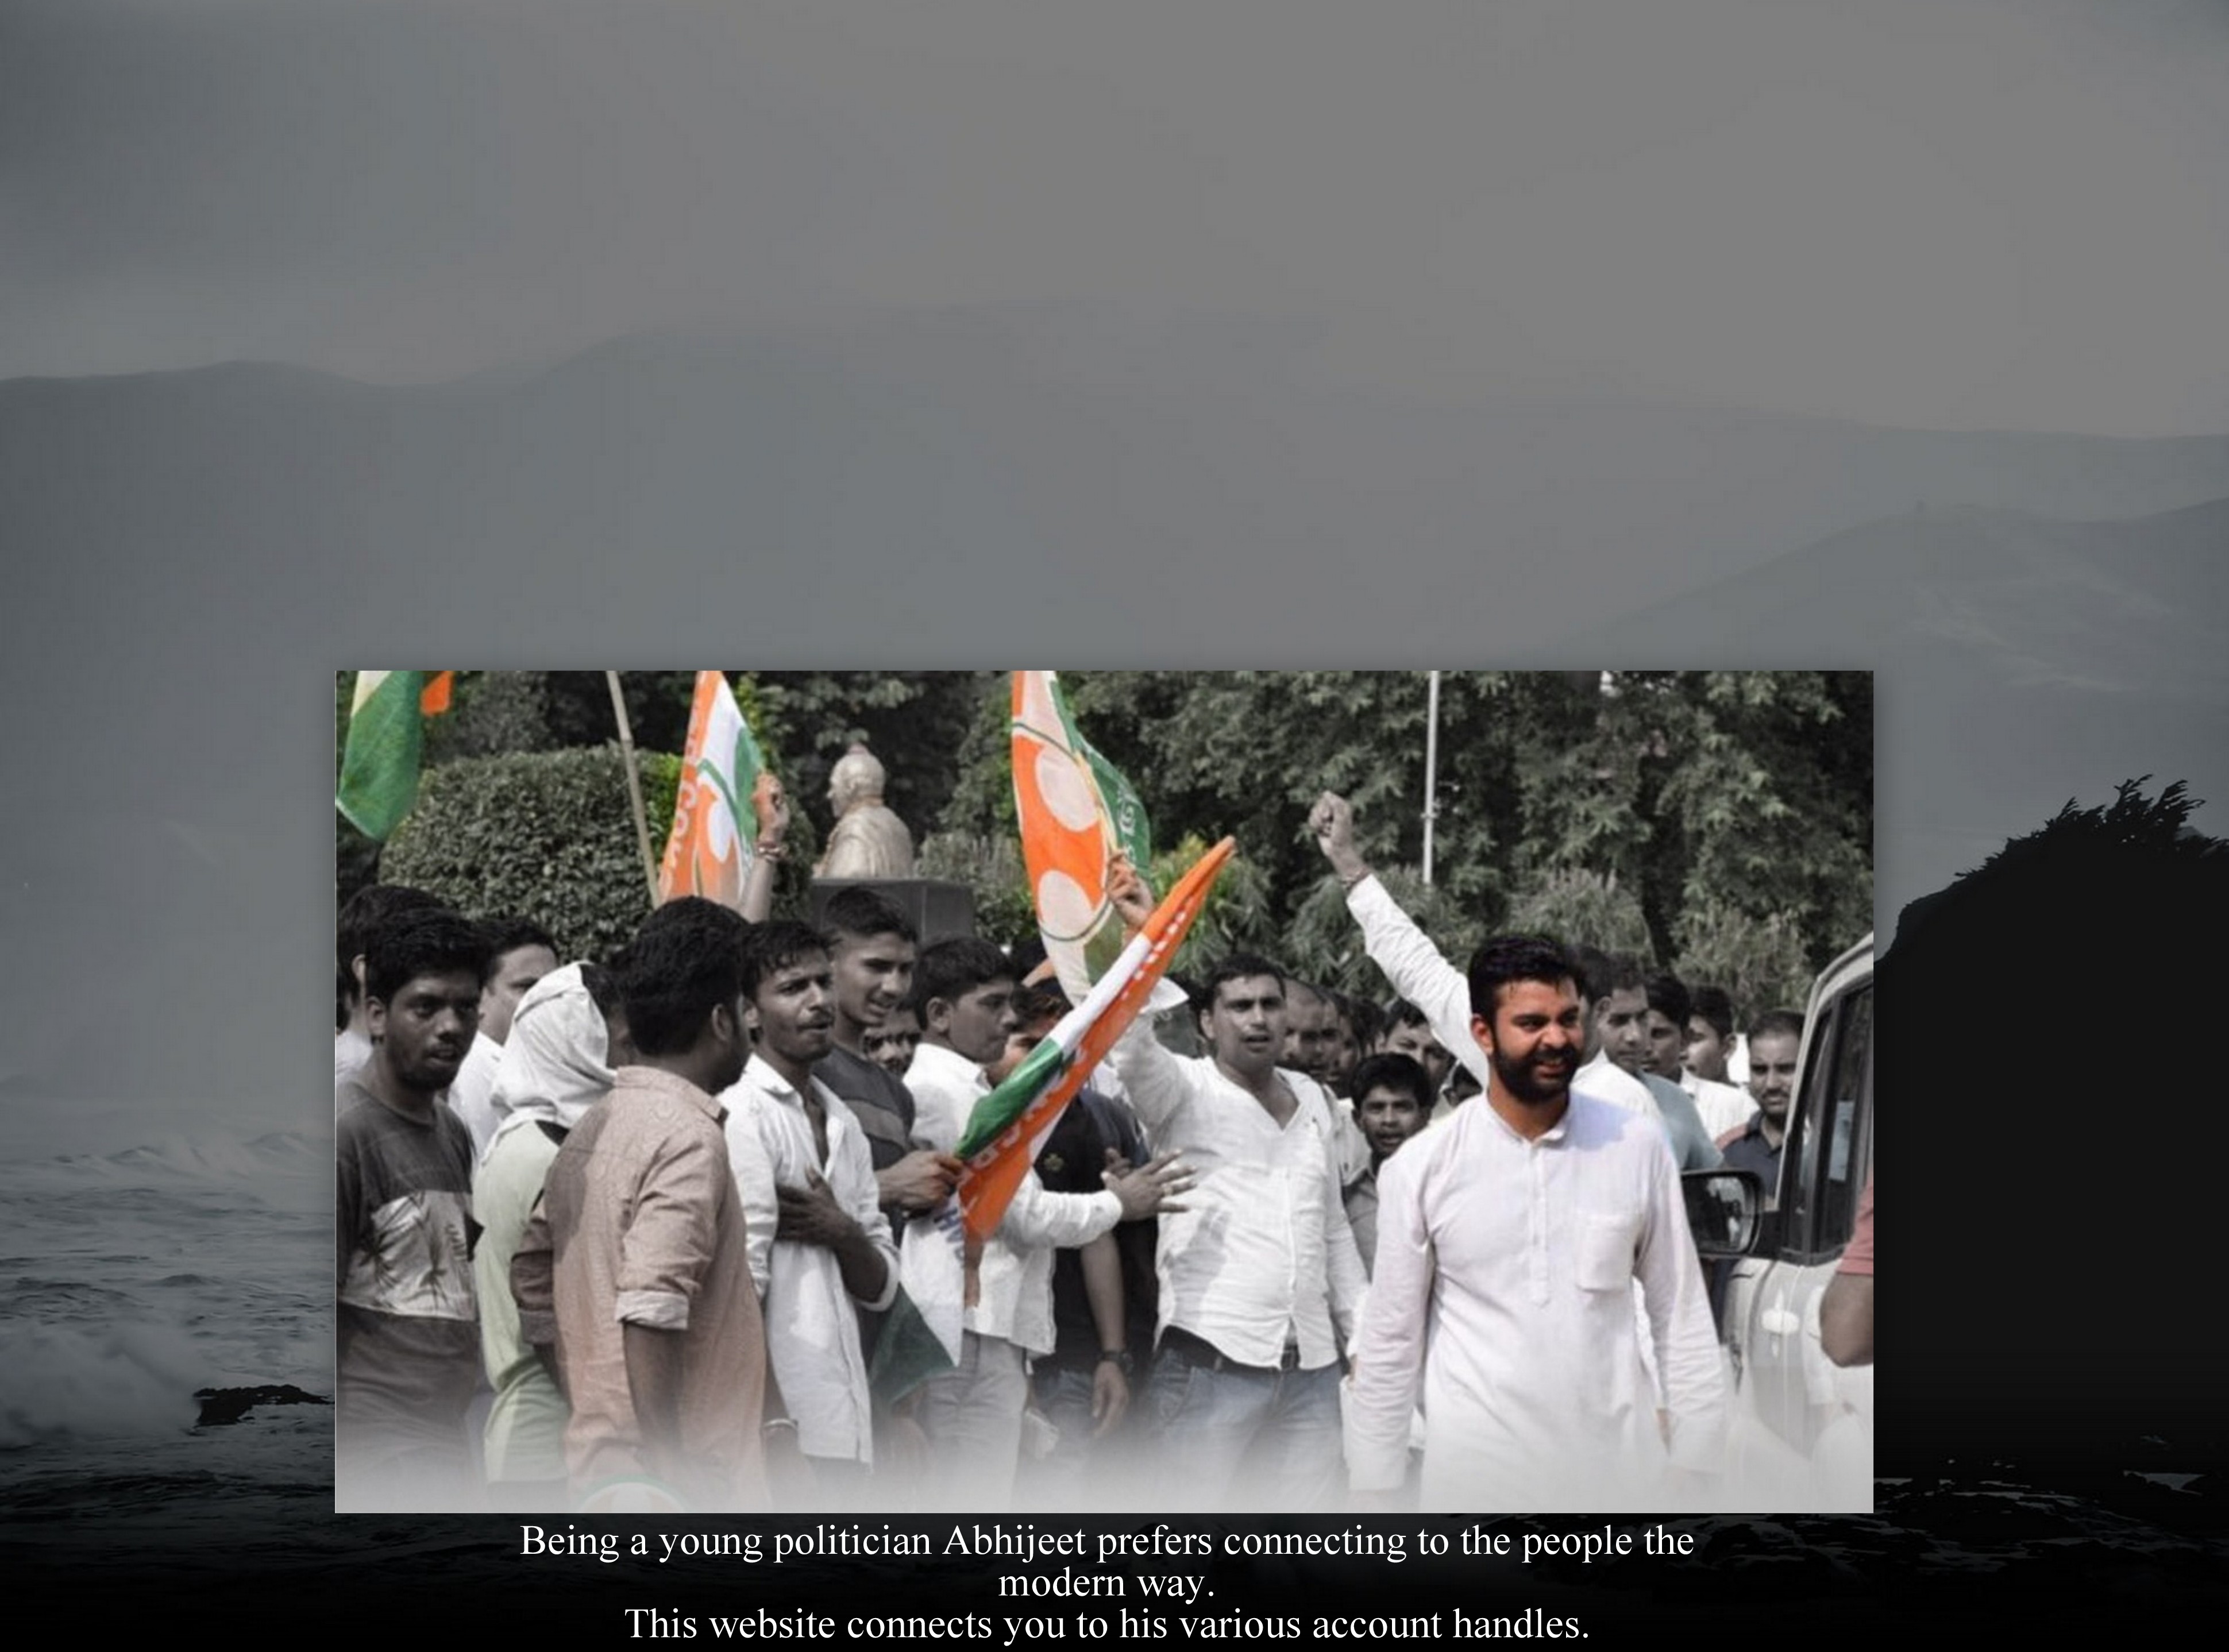 Being a young politician Abhijeet prefers connecting to the people the
modern way.
This website connects you to his various account handles.